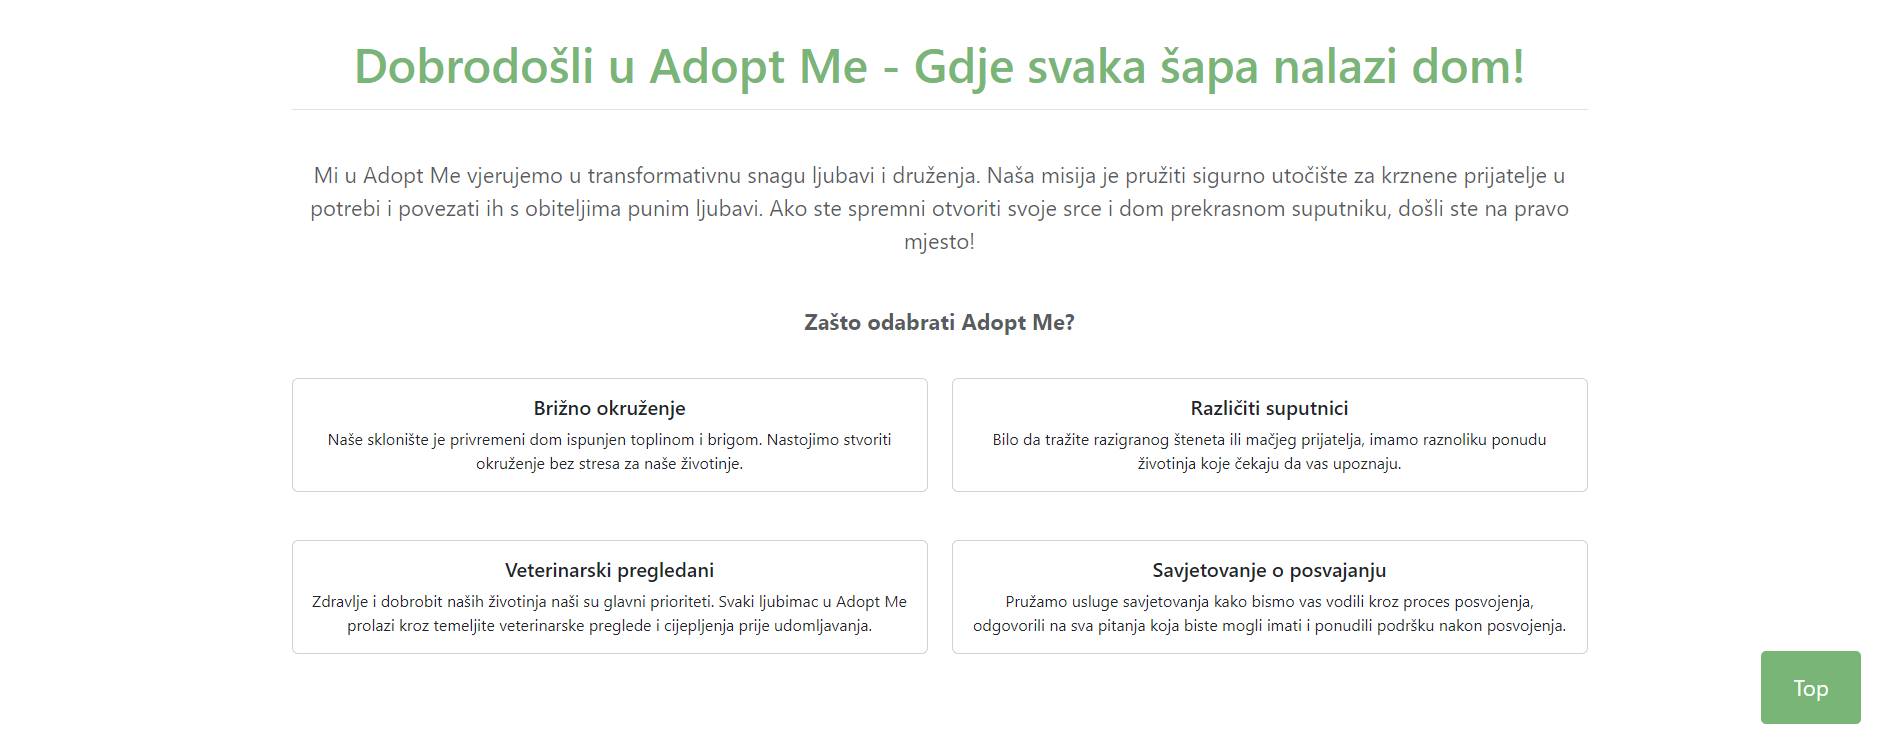 Dobrodošli u Adopt Me - Gdje svaka šapa nalazi dom!
Mi u Adopt Me vjerujemo u transformativnu snagu ljubavi i druženja. Naša misija je pružiti sigurno utočište za krznene prijatelje u
potrebi i povezati ih s obiteljima punim ljubavi. Ako ste spremni otvoriti svoje srce i dom prekrasnom suputniku, došli ste na pravo
mjesto!
Zašto odabrati Adopt Me?
Brižno okruženje
Naše sklonište je privremeni dom ispunjen toplinom i brigom. Nastojimo stvoriti
okruženje bez stresa za naše životinje.
Različiti suputnici
Bilo da tražite razigranog šteneta ili mačjeg prijatelja, imamo raznoliku ponudu
životinja koje čekaju da vas upoznaju.
Veterinarski pregledani
Zdravlje i dobrobit naših životinja naši su glavni prioriteti. Svaki ljubimac u Adopt Me
prolazi kroz temeljite veterinarske preglede i cijepljenja prije udomljavanja.
Savjetovanje o posvajanju
Pružamo usluge savjetovanja kako bismo vas vodili kroz proces posvojenja,
odgovorili na sva pitanja koja biste mogli imati i ponudili podršku nakon posvojenja.
Top